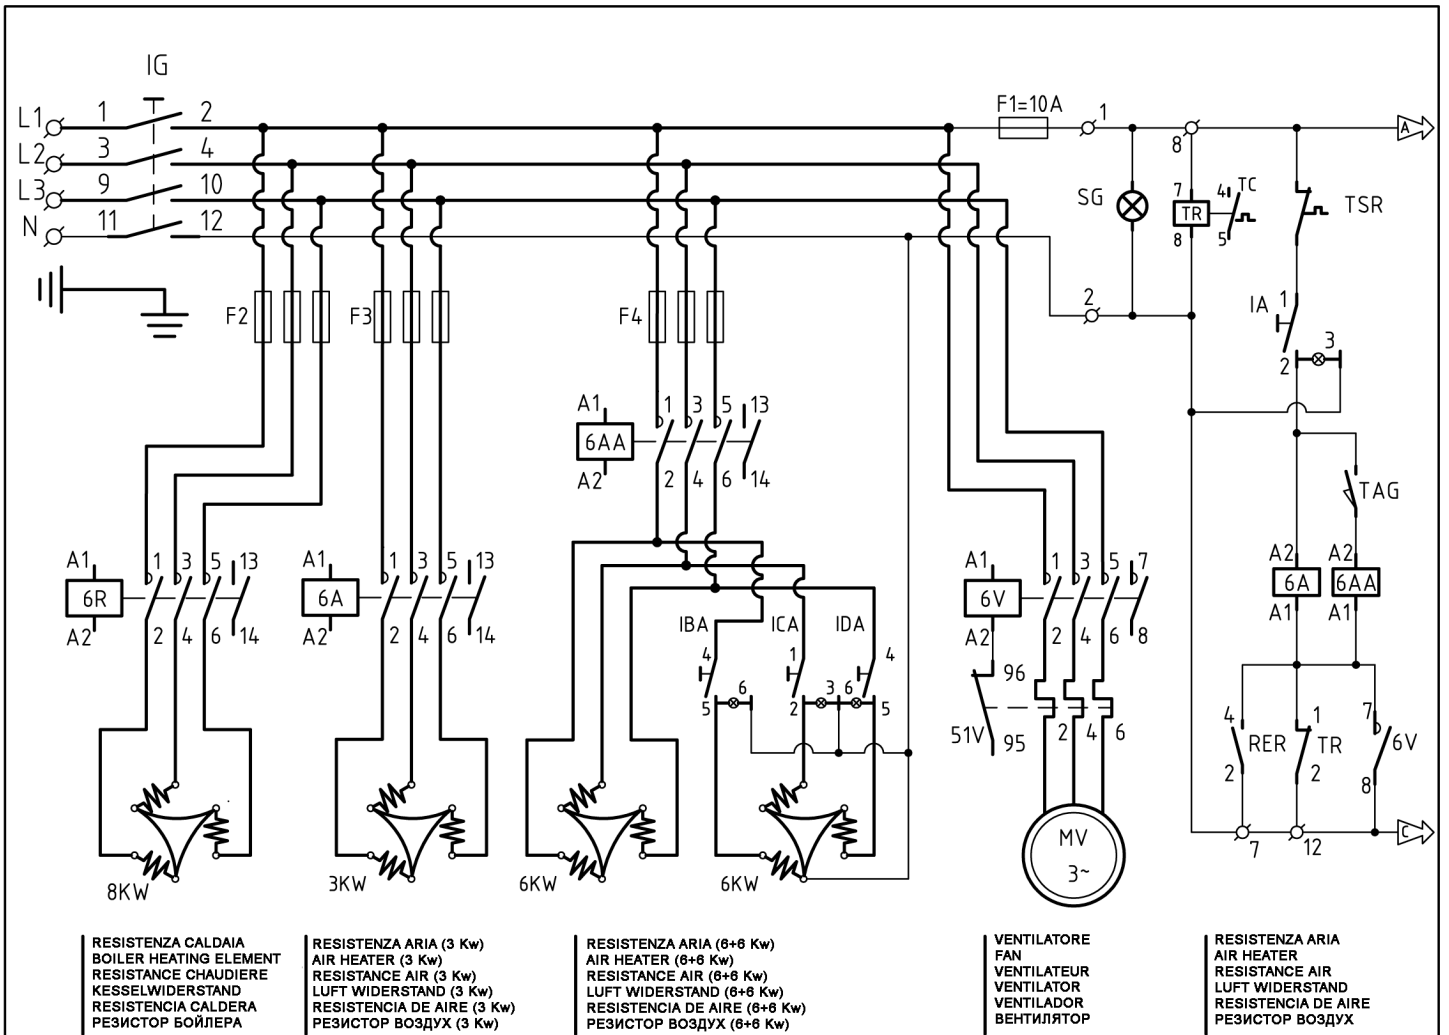 IG
L1 1 2
L2 3 4
L3 9 10
N 11 12
F1=10A 1
8
A
SG
7
TR
8
4 TC
5
TSR
2
F2
F3
F4
IA 1
3
2
A1
6AA
A2
1 3 5 13
2 4 6 14
TAG
A2 A2
6A 6AA
A1 A1
A1
6R
A2
1 3 5 13
2 4 6 14
A1
6A
A2
1 3 5 13
2 4 6 14
A1
6V
A2
1 3 5 7
2 4 6 8
IBA ICA IDA
4 1 4
6 3 6
5 2 5
96
51V 95
2 4 6
4 1 7
RER TR 6V
2 2 8
7 12
C
MV
3~
8KW
3KW
6KW
6KW
RESISTENZA CALDAIA
BOILER HEATING ELEMENT
RESISTANCE CHAUDIERE
KESSELWIDERSTAND
RESISTENCIA CALDERA
РЕЗИСТОР БОЙЛЕРА
RESISTENZA ARIA (3 Kw)
AIR HEATER (3 Kw)
RESISTANCE AIR (3 Kw)
LUFT WIDERSTAND (3 Kw)
RESISTENCIA DE AIRE (3 Kw)
РЕЗИСТОР ВОЗДУХ (3 Kw)
RESISTENZA ARIA (6+6 Kw)
AIR HEATER (6+6 Kw)
RESISTANCE AIR (6+6 Kw)
LUFT WIDERSTAND (6+6 Kw)
RESISTENCIA DE AIRE (6+6 Kw)
РЕЗИСТОР ВОЗДУХ (6+6 Kw)
VENTILATORE
FAN
VENTILATEUR
VENTILATOR
VENTILADOR
ВЕНТИЛЯТОР
RESISTENZA ARIA
AIR HEATER
RESISTANCE AIR
LUFT WIDERSTAND
RESISTENCIA DE AIRE
РЕЗИСТОР ВОЗДУХ